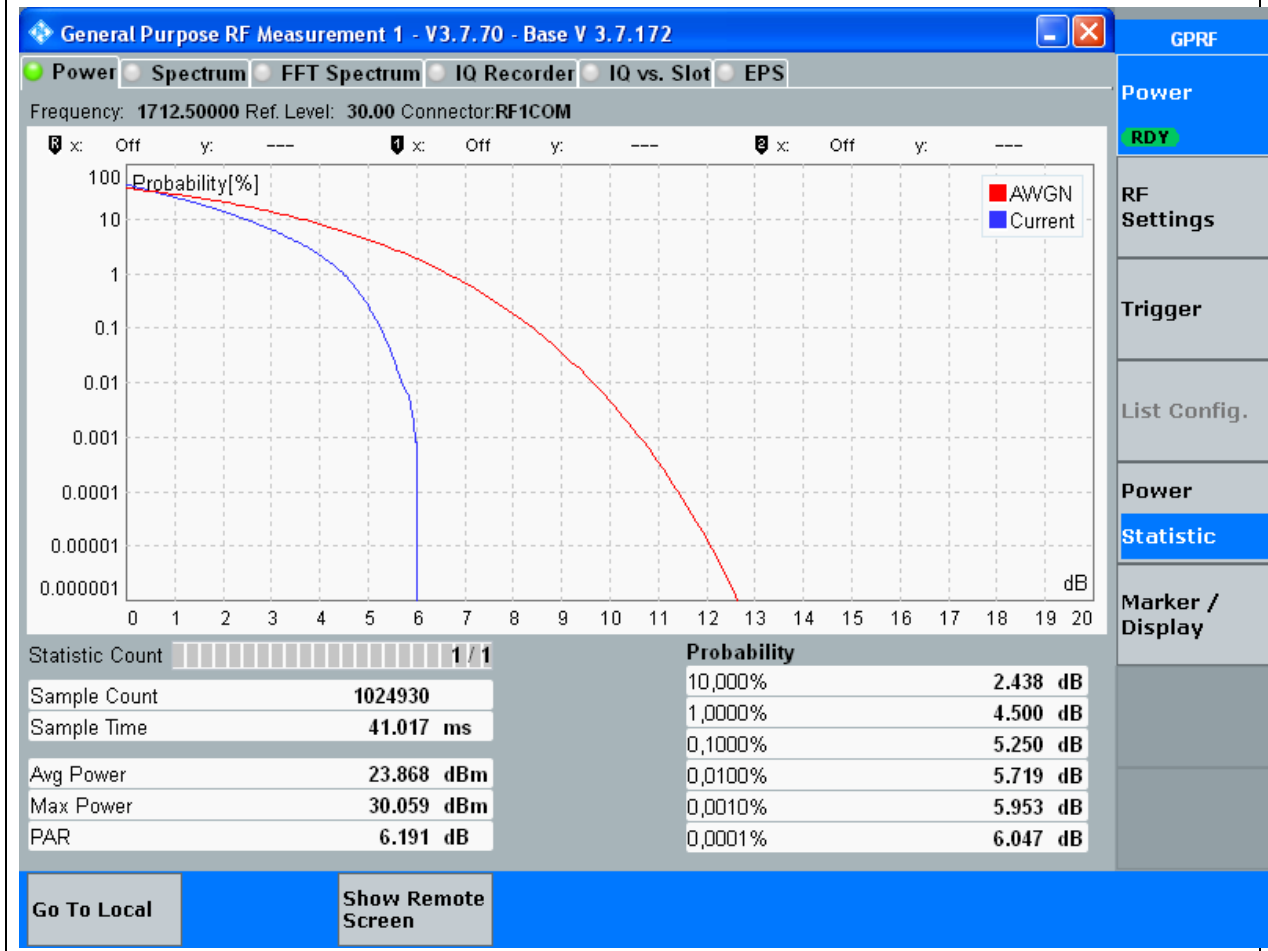 General Purpose RF Measurement 1 - V3.7.70 - Base V 3.7.172
GPRF
Power Spectrum FFT Spectrum IQ Recorder IQ vs. Slot EPS
Power
RDY
Frequency: 1712.50000 Ref. Level: 30.00 Connector:RF1COM
R x: Off y: --- 1 x: Off y: --- 2 x: Off y: ---
Probability[%]
AWGN
Current
100
10
1
0.1
0.01
0.001
0.0001
0.00001
0.000001
dB
0 1 2 3 4 5 6 7 8 9 10 11 12 13 14 15 16 17 18 19 20
RF Settings
Trigger
List Config.
Power
Statistic
Marker / Display
Statistic Count 1 / 1
Sample Count 1024930
Sample Time 41.017 ms
Avg Power 23.868 dBm
Max Power 30.059 dBm
PAR 6.191 dB
Probability
10,000% 2.438 dB
1,0000% 4.500 dB
0,1000% 5.250 dB
0,0100% 5.719 dB
0,0010% 5.953 dB
0,0001% 6.047 dB
Go To Local
Show Remote Screen